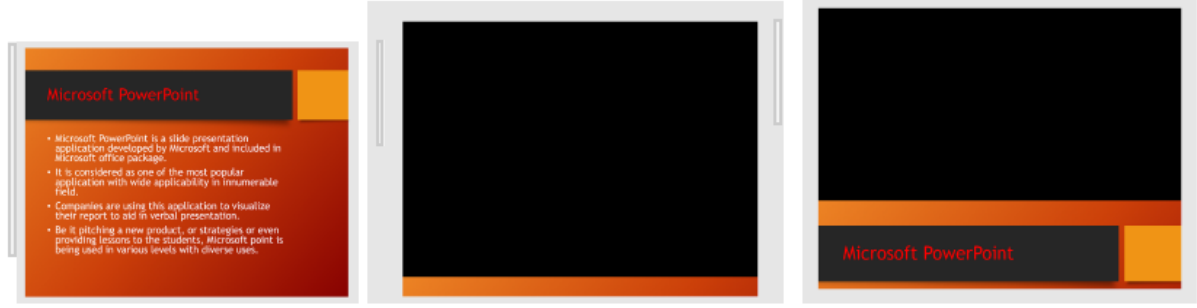 Microsoft PowerPoint
• Microsoft PowerPoint is a slide presentation
application developed by Microsoft and included in
Microsoft office package.
• It is considered as one of the most popular
application with wide applicability in innumerable
field.
• Companies are using this application to visualize
their report to aid in verbal presentation.
• Be it pitching a new product, or strategies or even
providing lessons to the students, Microsoft point is
being used in various levels with diverse uses.
Microsoft PowerPoint